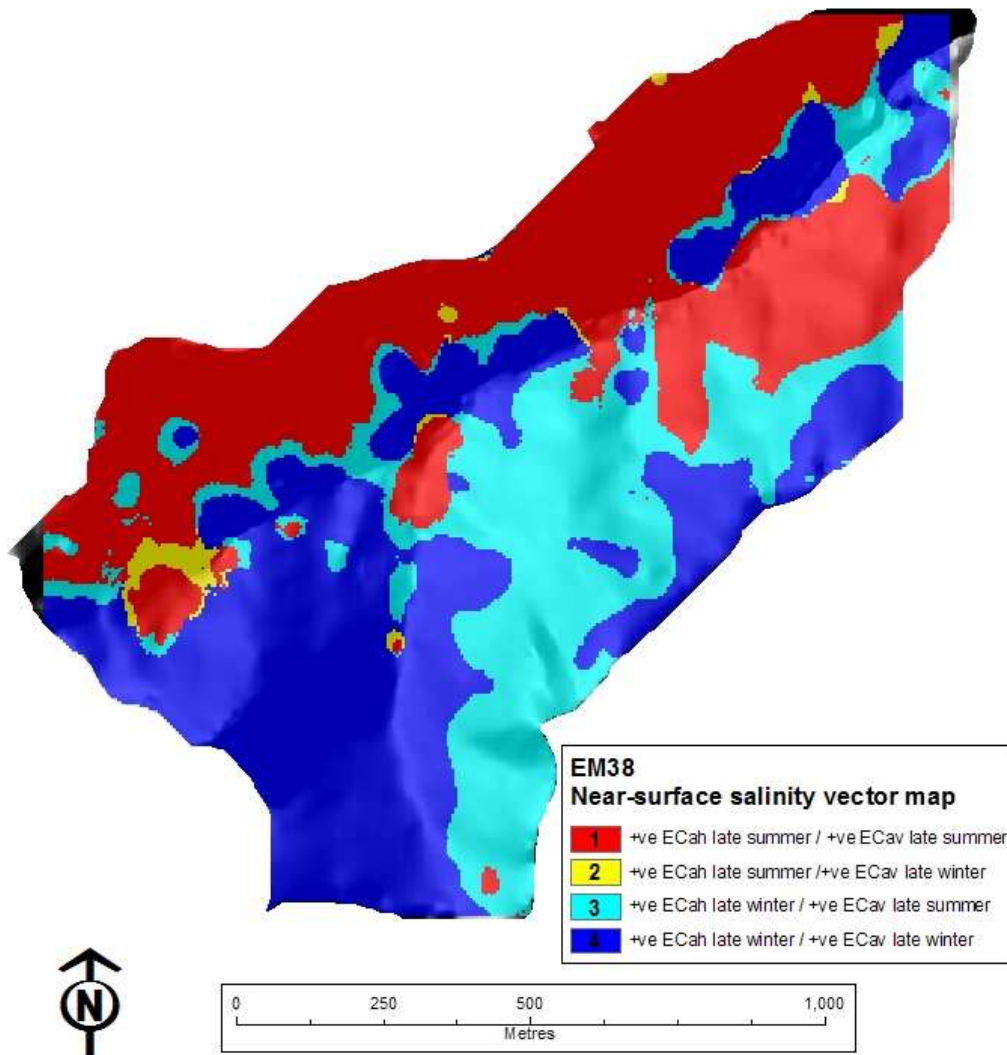 EM38
Near-surface salinity vector map
1 +ve ECah late summer / +ve ECav late summer
2 +ve ECah late summer /+ve ECav late winter
3 +ve ECah late winter / +ve ECav late summer
4 +ve ECah late winter / +ve ECav late winter
N
0 250 500 1,000
Metres